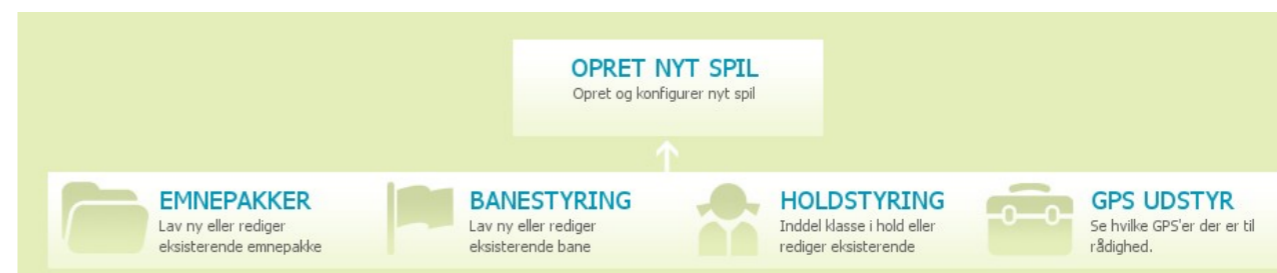 OPRET NYT SPIL
Opret og konfigurer nyt spil
EMNEPAKKER
Lav ny eller rediger
eksisterende emnepakke
BANESTYRING
Lav ny eller rediger
eksisterende bane
HOLDSTYRING
Inddel klasse i hold eller
rediger eksisterende
GPS UDSTYR
Se hvilke GPS'er der er til
rådighed.